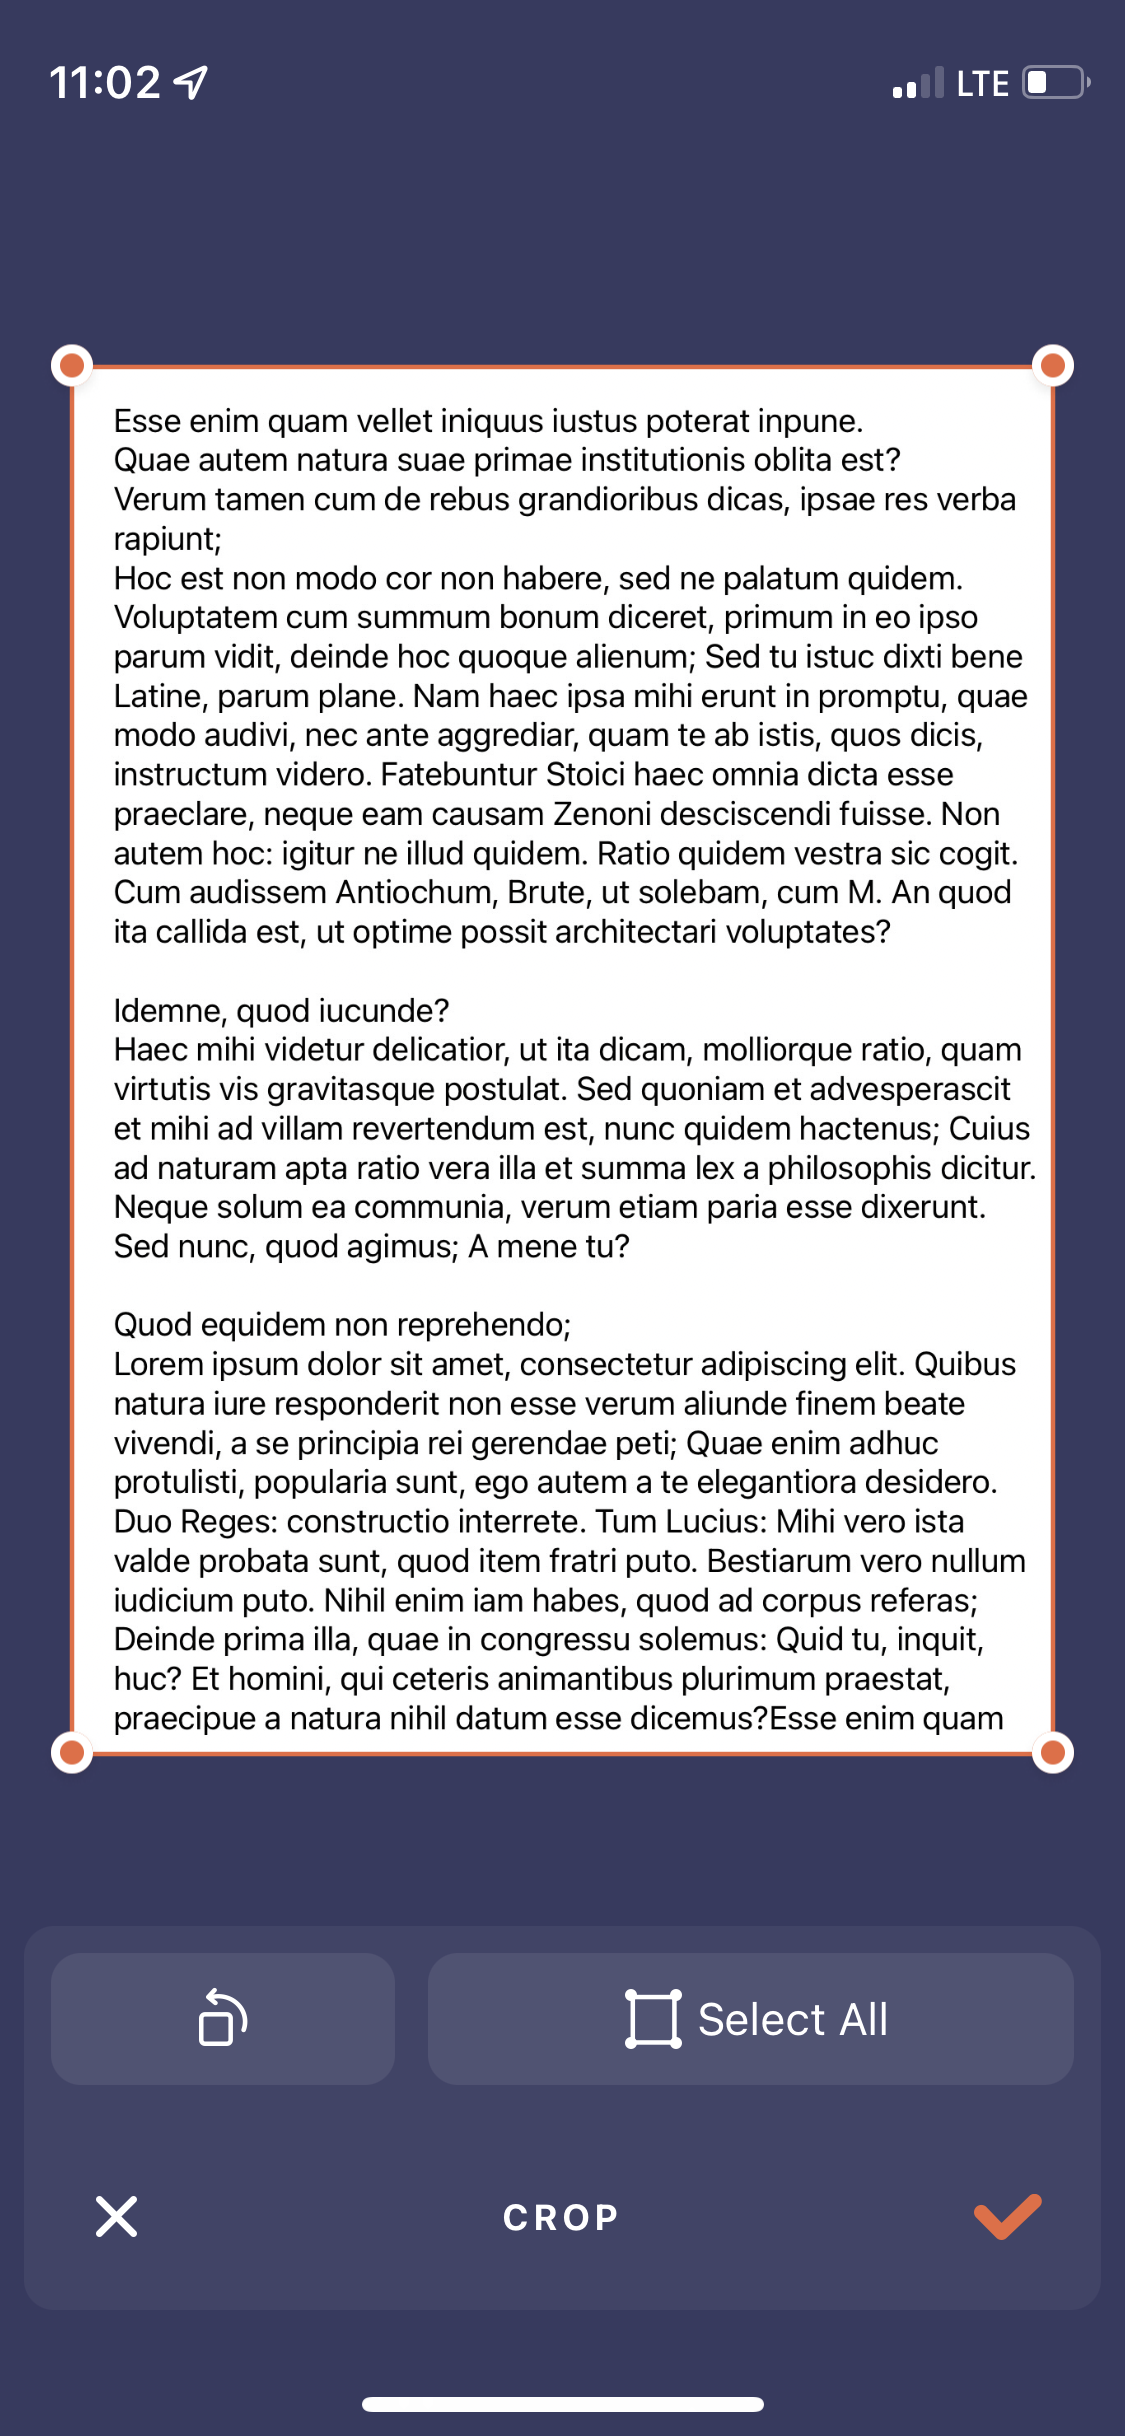 11:02
LTE
Esse enim quam vellet iniquus iustus poterat inpune.
Quae autem natura suae primae institutionis oblita est?
Verum tamen cum de rebus grandioribus dicas, ipsae res verba
rapiunt;
Hoc est non modo cor non habere, sed ne palatum quidem.
Voluptatem cum summum bonum diceret, primum in eo ipso
parum vidit, deinde hoc quoque alienum; Sed tu istuc dixti bene
Latine, parum plane. Nam haec ipsa mihi erunt in promptu, quae
modo audivi, nec ante aggrediar, quam te ab istis, quos dicis,
instructum videro. Fatebuntur Stoici haec omnia dicta esse
praeclare, neque eam causam Zenoni desciscendi fuisse. Non
autem hoc: igitur ne illud quidem. Ratio quidem vestra sic cogit.
Cum audissem Antiochum, Brute, ut solebam, cum M. An quod
ita callida est, ut optime possit architectari voluptates?
Idemne, quod iucunde?
Haec mihi videtur delicatior, ut ita dicam, molliorque ratio, quam
virtutis vis gravitasque postulat. Sed quoniam et advesperascit
et mihi ad villam revertendum est, nunc quidem hactenus; Cuius
ad naturam apta ratio vera illa et summa lex a philosophis dicitur.
Neque solum ea communia, verum etiam paria esse dixerunt.
Sed nunc, quod agimus; A mene tu?
Quod equidem non reprehendo;
Lorem ipsum dolor sit amet, consectetur adipiscing elit. Quibus
natura iure responderit non esse verum aliunde finem beate
vivendi, a se principia rei gerendae peti; Quae enim adhuc
protulisti, popularia sunt, ego autem a te elegantiora desidero.
Duo Reges: constructio interrete. Tum Lucius: Mihi vero ista
valde probata sunt, quod item fratri puto. Bestiarum vero nullum
iudicium puto. Nihil enim iam habes, quod ad corpus referas;
Deinde prima illa, quae in congressu solemus: Quid tu, inquit,
huc? Et homini, qui ceteris animantibus plurimum praestat,
praecipue a natura nihil datum esse dicemus?Esse enim quam
Select All
CROP